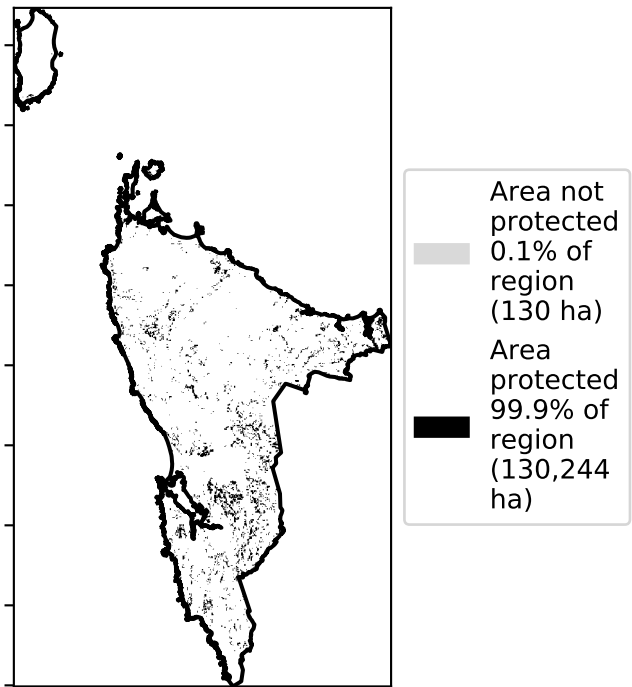 Area not
protected
0.1% of
region
(130 ha)
Area
protected
99.9% of
region
(130,244
ha)